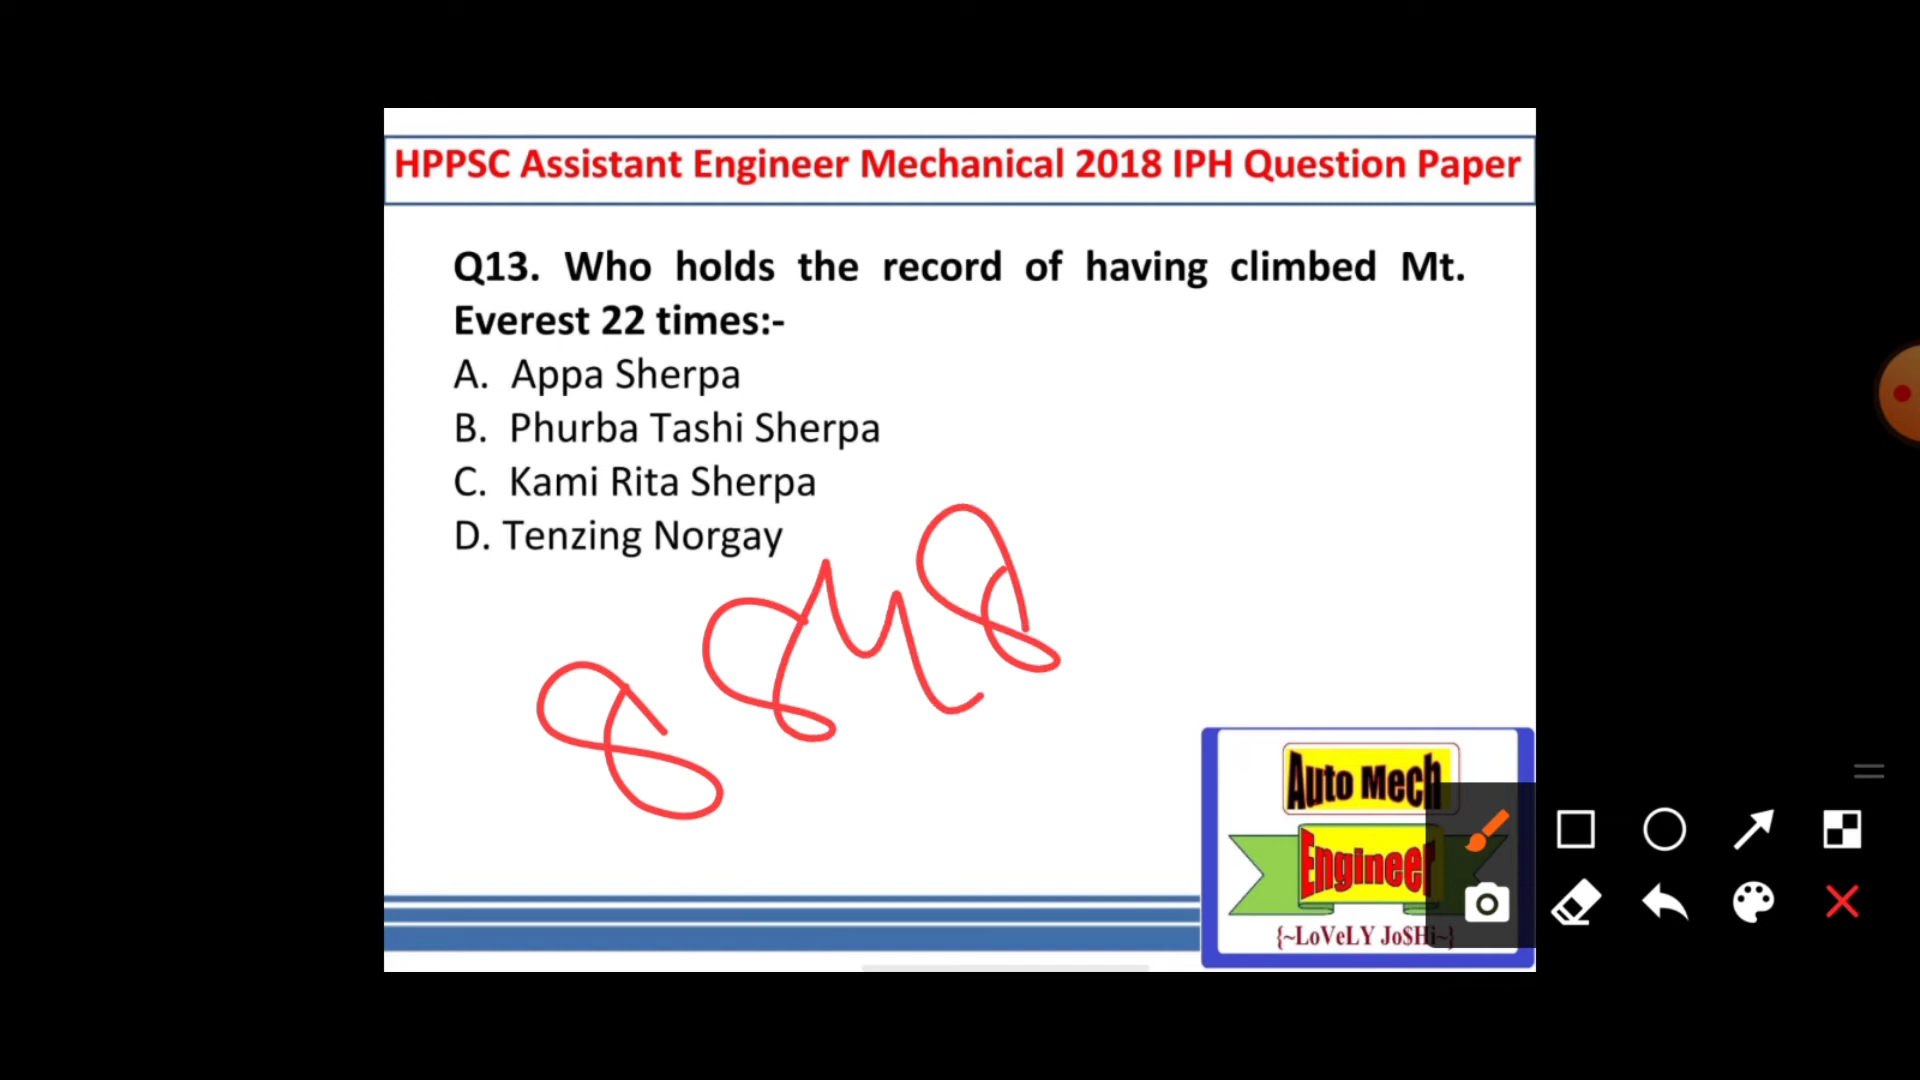 HPPSC Assistant Engineer Mechanical 2018 IPH Question Paper
Q13. Who holds the record of having climbed Mt.
Everest 22 times:-
A. Appa Sherpa
B. Phurba Tashi Sherpa
C. Kami Rita Sherpa
D. Tenzing Norgay
8848
Auto Mech
Engineer
{~LoVeLY JoSHi~}